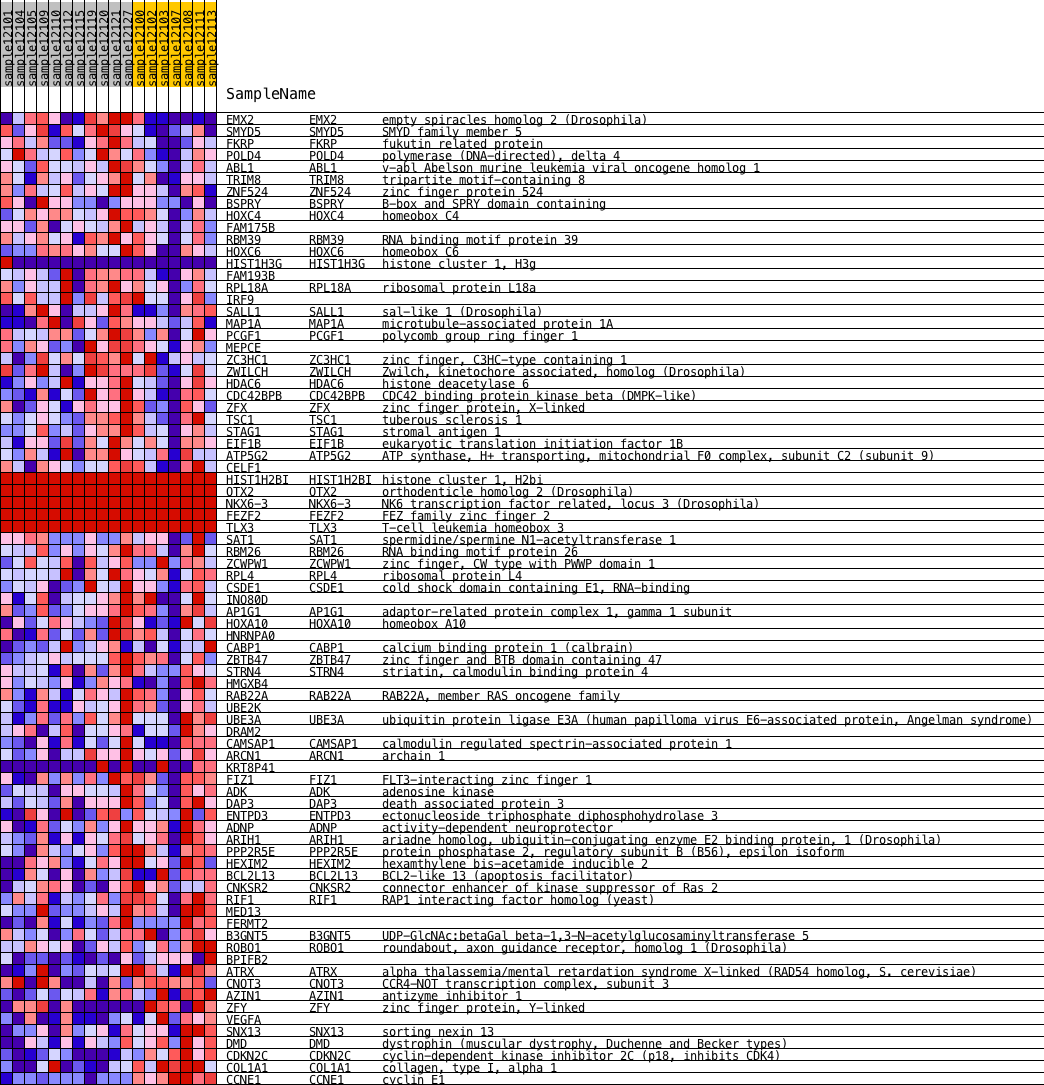 sample12101
sample12104
sample12105
sample12109
sample12110
sample12112
sample12115
sample12119
sample12120
sample12121
sample12127
sample12100
sample12102
sample12103
sample12107
sample12108
sample12111
sample12113
SampleName
EMX2 EMX2 empty spiracles homolog 2 (Drosophila)
SMYD5 SMYD5 SMYD family member 5
FKRP FKRP fukutin related protein
POLD4 POLD4 polymerase (DNA-directed), delta 4
ABL1 ABL1 v-abl Abelson murine leukemia viral oncogene homolog 1
TRIM8 TRIM8 tripartite motif-containing 8
ZNF524 ZNF524 zinc finger protein 524
BSPRY BSPRY B-box and SPRY domain containing
HOXC4 HOXC4 homeobox C4
FAM175B
RBM39 RBM39 RNA binding motif protein 39
HOXC6 HOXC6 homeobox C6
HIST1H3G HIST1H3G histone cluster 1, H3g
FAM193B
RPL18A RPL18A ribosomal protein L18a
IRF9
SALL1 SALL1 sal-like 1 (Drosophila)
MAP1A MAP1A microtubule-associated protein 1A
PCGF1 PCGF1 polycomb group ring finger 1
MEPCE
ZC3HC1 ZC3HC1 zinc finger, C3HC-type containing 1
ZWILCH ZWILCH Zwilch, kinetochore associated, homolog (Drosophila)
HDAC6 HDAC6 histone deacetylase 6
CDC42BPB CDC42BPB CDC42 binding protein kinase beta (DMPK-like)
ZFX ZFX zinc finger protein, X-linked
TSC1 TSC1 tuberous sclerosis 1
STAG1 STAG1 stromal antigen 1
EIF1B EIF1B eukaryotic translation initiation factor 1B
ATP5G2 ATP5G2 ATP synthase, H+ transporting, mitochondrial F0 complex, subunit C2 (subunit 9)
CELF1
HIST1H2BI HIST1H2BI histone cluster 1, H2bi
OTX2 OTX2 orthodenticle homolog 2 (Drosophila)
NKX6-3 NKX6-3 NK6 transcription factor related, locus 3 (Drosophila)
FEZF2 FEZF2 FEZ family zinc finger 2
TLX3 TLX3 T-cell leukemia homeobox 3
SAT1 SAT1 spermidine/spermine N1-acetyltransferase 1
RBM26 RBM26 RNA binding motif protein 26
ZCWPW1 ZCWPW1 zinc finger, CW type with PWWP domain 1
RPL4 RPL4 ribosomal protein L4
CSDE1 CSDE1 cold shock domain containing E1, RNA-binding
INO80D
AP1G1 AP1G1 adaptor-related protein complex 1, gamma 1 subunit
HOXA10 HOXA10 homeobox A10
HNRNPA0
CABP1 CABP1 calcium binding protein 1 (calbrain)
ZBTB47 ZBTB47 zinc finger and BTB domain containing 47
STRN4 STRN4 striatin, calmodulin binding protein 4
HMGXB4
RAB22A RAB22A RAB22A, member RAS oncogene family
UBE2K
UBE3A UBE3A ubiquitin protein ligase E3A (human papilloma virus E6-associated protein, Angelman syndrome)
DRAM2
CAMSAP1 CAMSAP1 calmodulin regulated spectrin-associated protein 1
ARCN1 ARCN1 archain 1
KRT8P41
FIZ1 FIZ1 FLT3-interacting zinc finger 1
ADK ADK adenosine kinase
DAP3 DAP3 death associated protein 3
ENTPD3 ENTPD3 ectonucleoside triphosphate diphosphohydrolase 3
ADNP ADNP activity-dependent neuroprotector
ARIH1 ARIH1 ariadne homolog, ubiquitin-conjugating enzyme E2 binding protein, 1 (Drosophila)
PPP2R5E PPP2R5E protein phosphatase 2, regulatory subunit B (B56), epsilon isoform
HEXIM2 HEXIM2 hexamthylene bis-acetamide inducible 2
BCL2L13 BCL2L13 BCL2-like 13 (apoptosis facilitator)
CNKSR2 CNKSR2 connector enhancer of kinase suppressor of Ras 2
RIF1 RIF1 RAP1 interacting factor homolog (yeast)
MED13
FERMT2
B3GNT5 B3GNT5 UDP-GlcNAc:betaGal beta-1,3-N-acetylglucosaminyltransferase 5
ROBO1 ROBO1 roundabout, axon guidance receptor, homolog 1 (Drosophila)
BPIFB2
ATRX ATRX alpha thalassemia/mental retardation syndrome X-linked (RAD54 homolog, S. cerevisiae)
CNOT3 CNOT3 CCR4-NOT transcription complex, subunit 3
AZIN1 AZIN1 antizyme inhibitor 1
ZFY ZFY zinc finger protein, Y-linked
VEGFA
SNX13 SNX13 sorting nexin 13
DMD DMD dystrophin (muscular dystrophy, Duchenne and Becker types)
CDKN2C CDKN2C cyclin-dependent kinase inhibitor 2C (p18, inhibits CDK4)
COL1A1 COL1A1 collagen, type I, alpha 1
CCNE1 CCNE1 cyclin E1